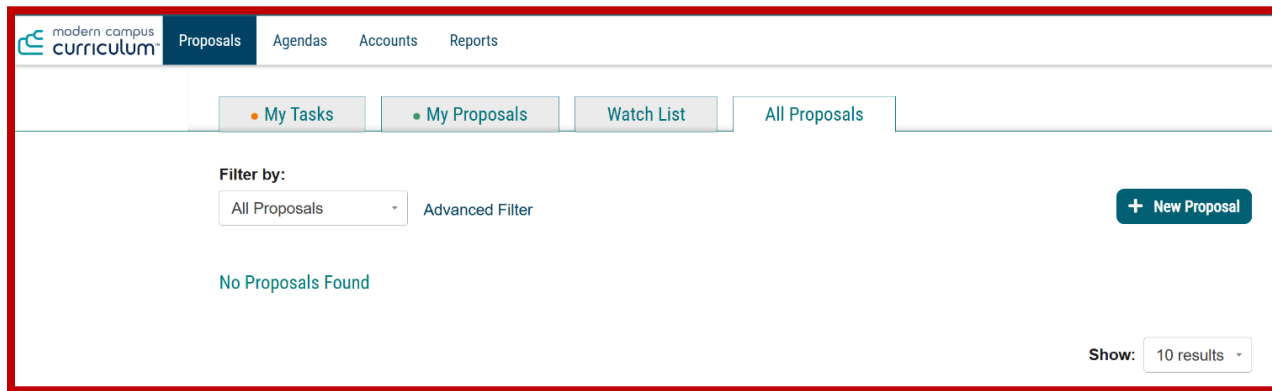 modern campus
curriculum™
Proposals Agendas Accounts Reports
My Tasks My Proposals Watch List All Proposals
Filter by:
All Proposals Advanced Filter
+ New Proposal
No Proposals Found
Show: 10 results